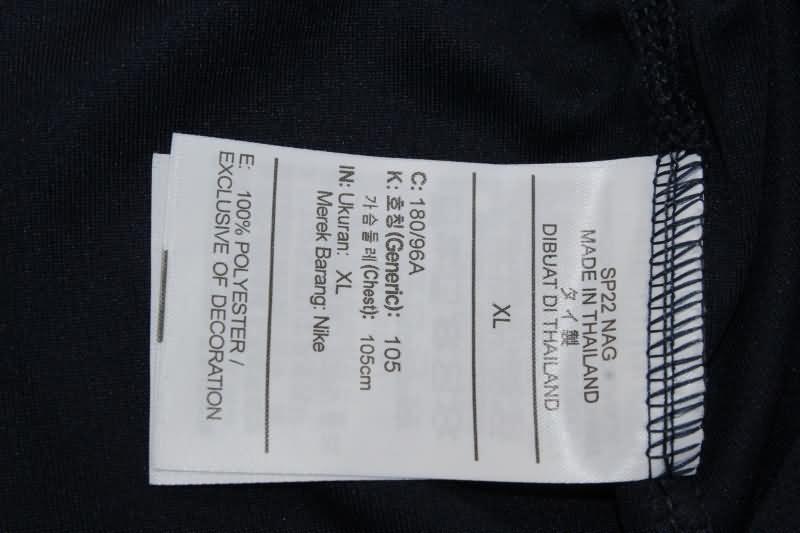 SP22 NAG
MADE IN THAILAND
タイ製
DIBUAT DI THAILAND
XL
C: 180/96A
K: 호칭(Generic): 105
가슴둘레(Chest): 105cm
IN: Ukuran: XL
Merek Barang: Nike
E: 100% POLYESTER /
EXCLUSIVE OF DECORATION